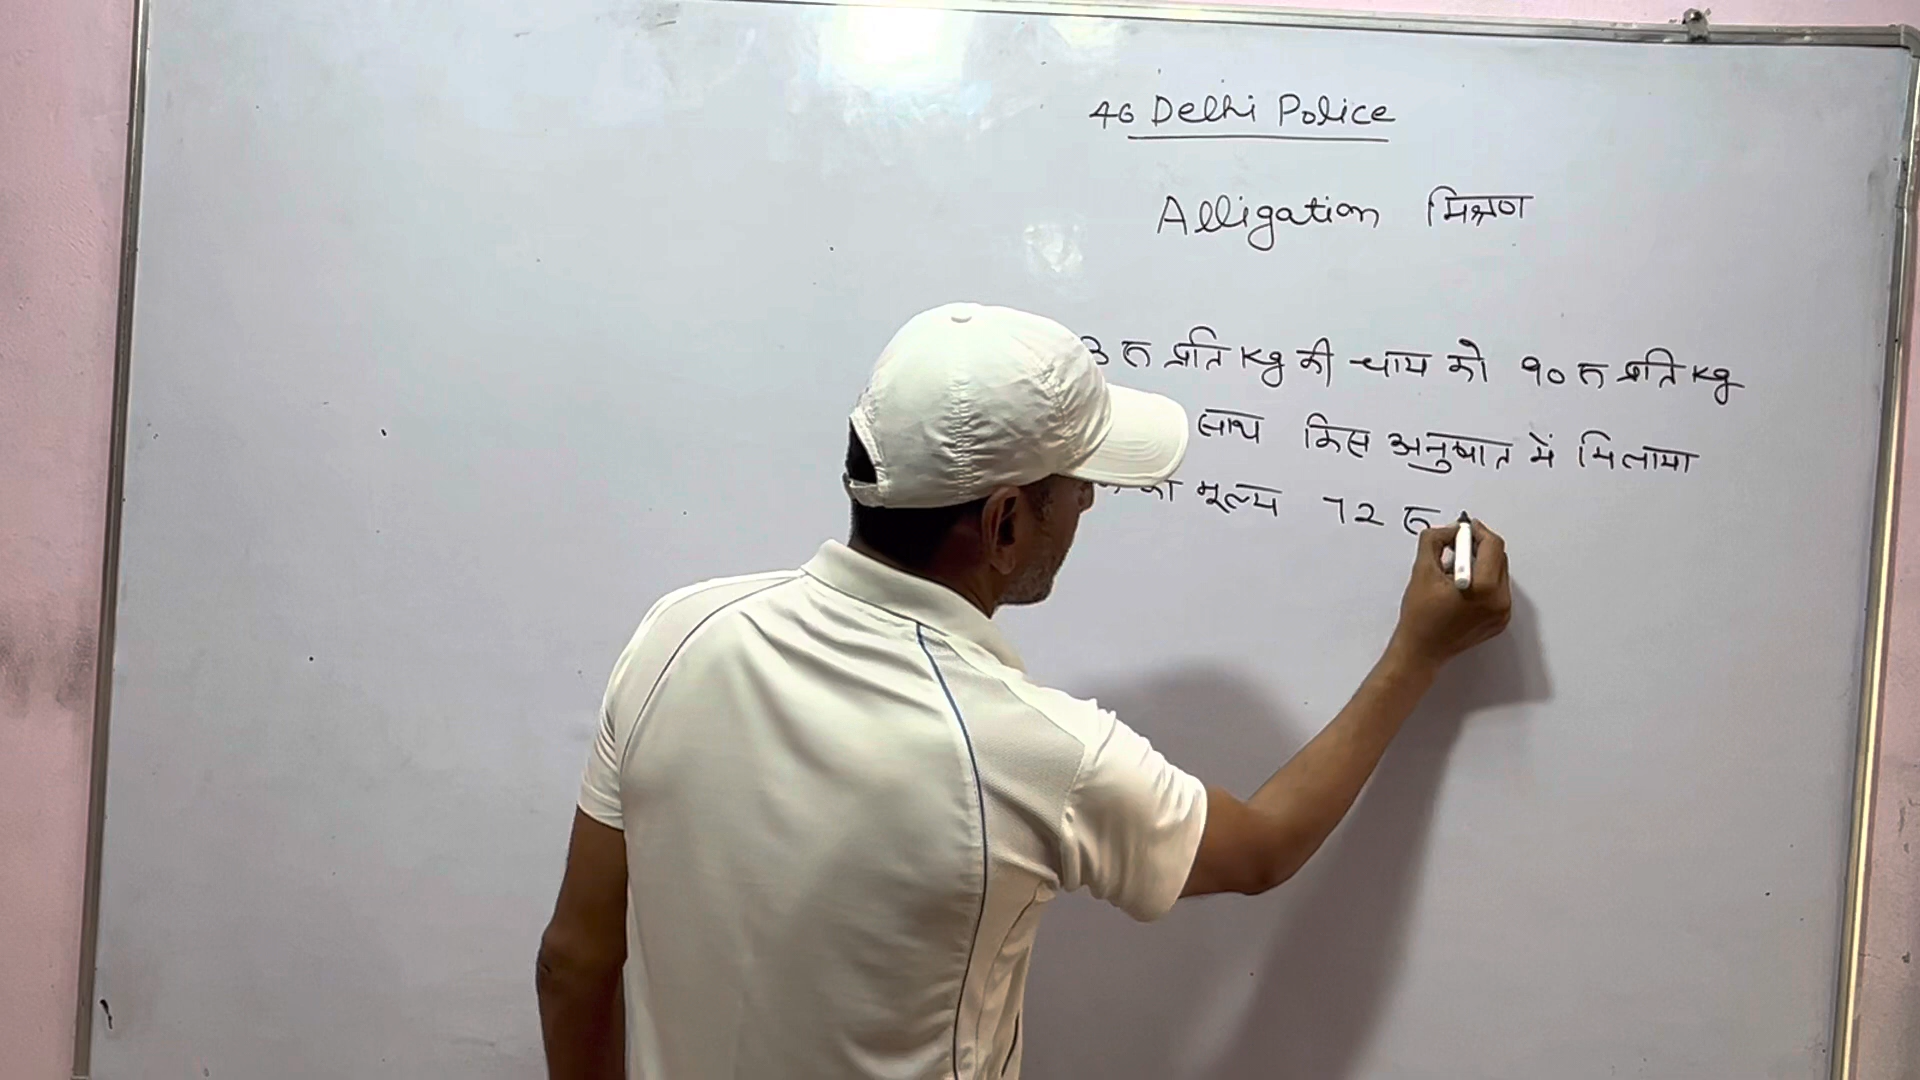 46 Delhi Police
Alligation मिश्रण
3 रु प्रति kg की चाय को 90 रु प्रति kg
साथ किस अनुपात में मिलाया
का मूल्य 72 रु